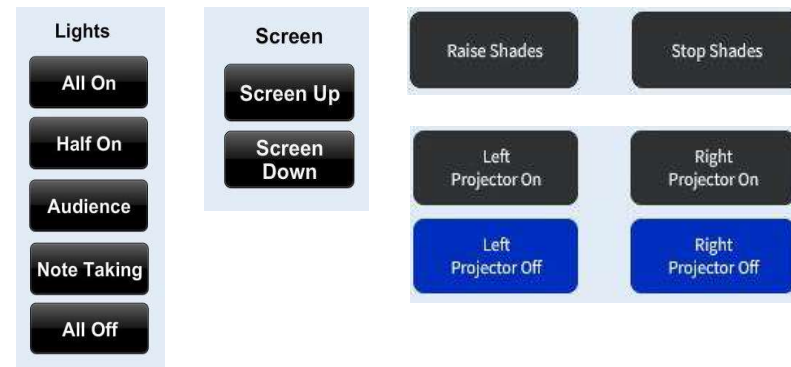 Lights
All On
Half On
Audience
Note Taking
All Off
Screen
Screen Up
Screen
Down
Raise Shades
Stop Shades
Left
Projector On
Right
Projector On
Left
Projector Off
Right
Projector Off